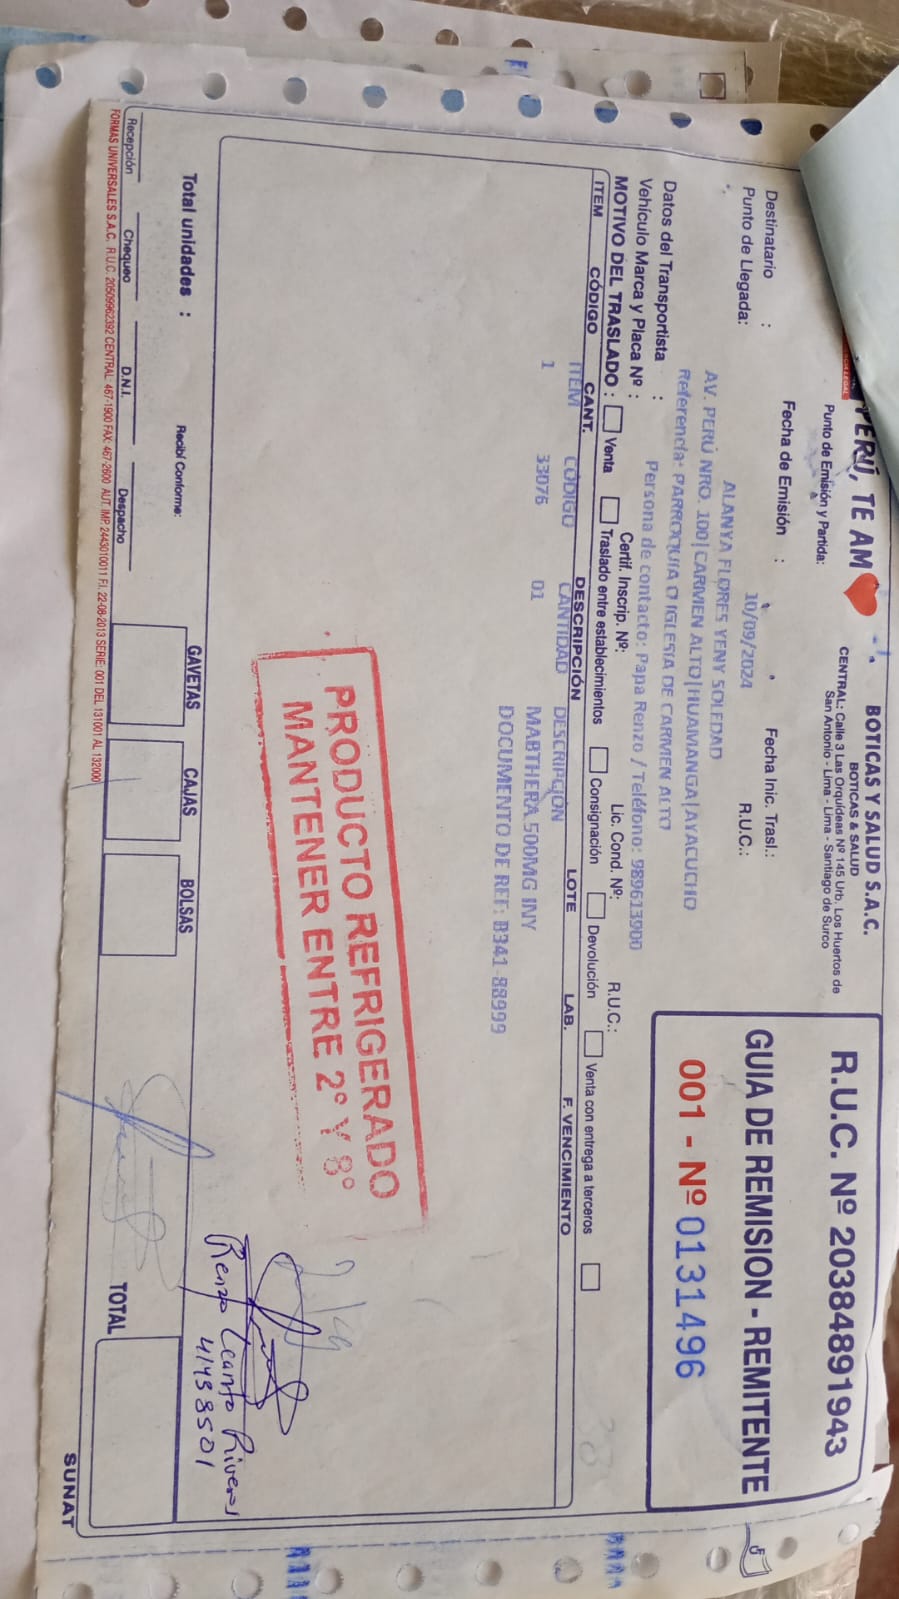 PERÚ, TE AM
BOTICAS Y SALUD S.A.C.
BOTICAS & SALUD
CENTRAL: Calle 3 Las Orquídeas Nº 145 Urb. Los Huertos de
San Antonio - Lima - Lima - Santiago de Surco
Punto de Emisión y Partida:
R.U.C. Nº 20384891943
GUIA DE REMISION - REMITENTE
001 - Nº 0131496
Fecha de Emisión :
10/09/2024
Fecha Inic. Trasl.:
Destinatario :
ALANYA FLORES YENY SOLEDAD
R.U.C.:
Punto de Llegada:
AV. PERÚ NRO. 100|CARMEN ALTO|HUAMANGA|AYACUCHO
Referencia: PARROQUIA O IGLESIA DE CARMEN ALTO
Persona de contacto: Papa Renzo / Teléfono: 989613900
Datos del Transportista :
R.U.C.:
Vehículo Marca y Placa Nº :
Certif. Inscrip. Nº:
Lic. Cond. Nº:
MOTIVO DEL TRASLADO : Venta Traslado entre establecimientos Consignación Devolución Venta con entrega a terceros
ITEM CÓDIGO CANT. DESCRIPCIÓN LOTE LAB. F. VENCIMIENTO
ITEM CÓDIGO CANTIDAD DESCRIPCIÓN
1 33076 01 MABTHERA 500MG INY
DOCUMENTO DE REF: B341-88999
PRODUCTO REFRIGERADO
MANTENER ENTRE 2° Y 8°
Renzo
41438501
Total unidades :
Recibí Conforme:
GAVETAS CAJAS BOLSAS
TOTAL
Recepción Chequeo D.N.I. Despacho
FORMAS UNIVERSALES S.A.C. R.U.C. 20509962392 CENTRAL: 467-1900 FAX: 467-2600 AUT. IMP. 2443010011 F.I. 22-08-2013 SERIE: 001 DEL 131001 AL 132000
SUNAT